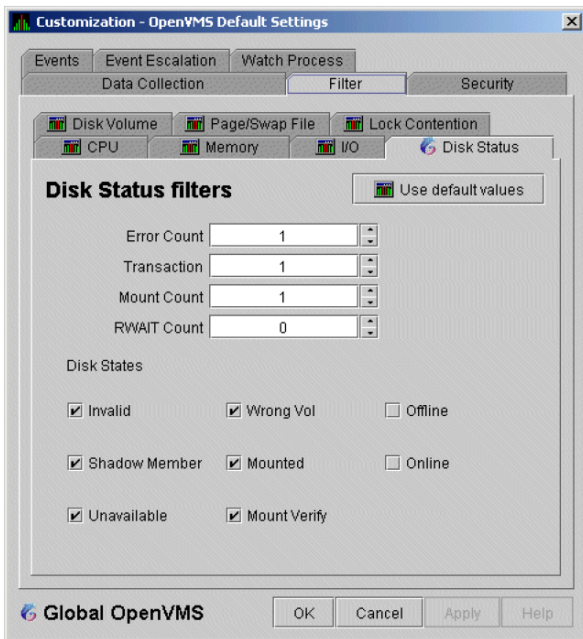 Customization - OpenVMS Default Settings
Events Event Escalation Watch Process
Data Collection Filter Security
Disk Volume Page/Swap File Lock Contention
CPU Memory I/O Disk Status
Disk Status filters Use default values
Error Count 1
Transaction 1
Mount Count 1
RWAIT Count 0
Disk States
Invalid Wrong Vol Offline
Shadow Member Mounted Online
Unavailable Mount Verify
Global OpenVMS OK Cancel Apply Help